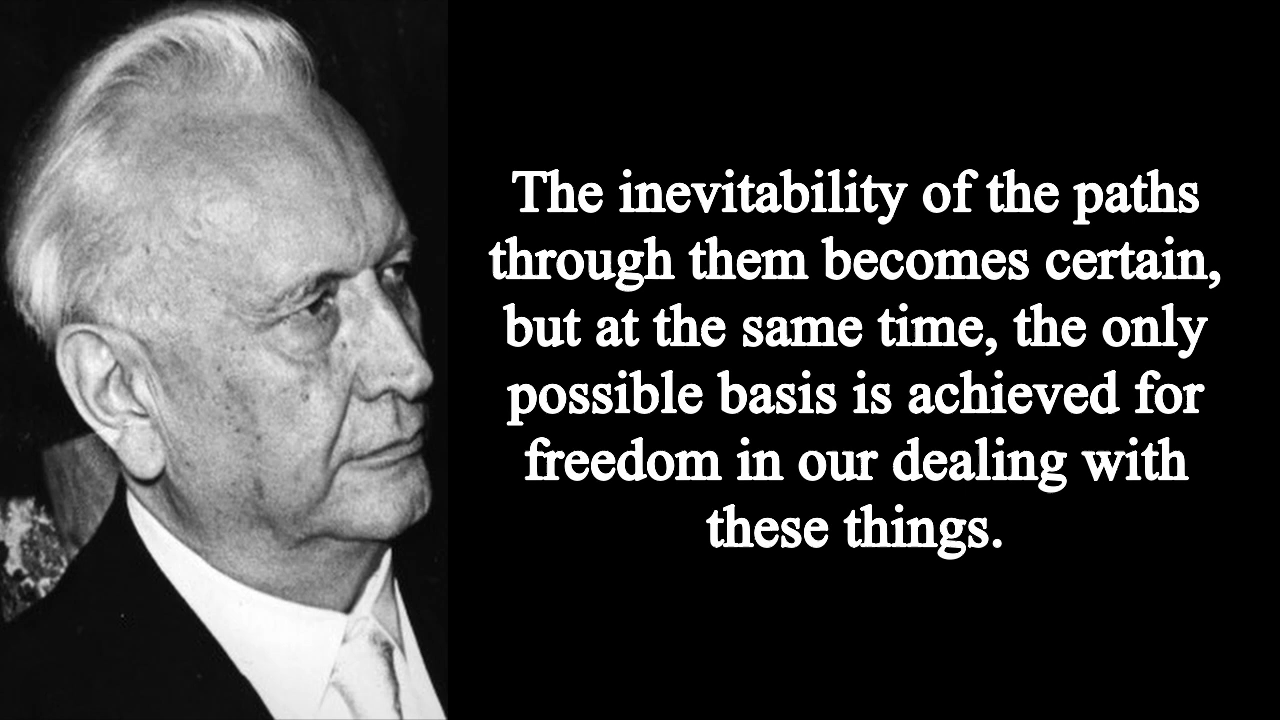 The inevitability of the paths
through them becomes certain,
but at the same time, the only
possible basis is achieved for
freedom in our dealing with
these things.